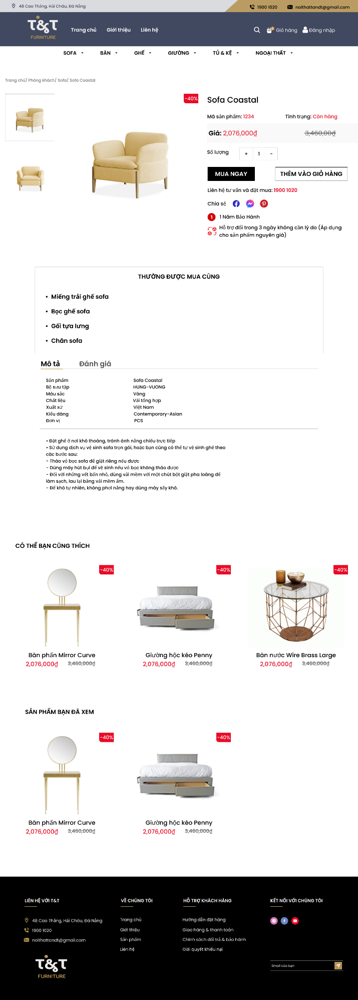 48 Cao Thắng, Hải Châu, Đà Nẵng
1900 1020
noithattandt@gmail.com
T&T
FURNITURE
Trang chủ
Giới thiệu
Liên hệ
0
Giỏ hàng
Đăng nhập
SOFA
BÀN
GHẾ
GIƯỜNG
TỦ & KỆ
NGOẠI THẤT
Trang chủ/ Phòng khách/ Sofa/ Sofa Coastal
-40%
Sofa Coastal
Mã sản phẩm: 1234
Tình trạng: Còn hàng
Giá: 2,076,000₫
3,460,00₫
Số lượng
+ 1 -
MUA NGAY
THÊM VÀO GIỎ HÀNG
Liên hệ tư vấn và đặt mua: 1900 1020
Chia sẻ
1
1 Năm Bảo Hành
Hỗ trợ đổi trong 3 ngày không cần lý do (Áp dụng
cho sản phẩm nguyên giá)
THƯỜNG ĐƯỢC MUA CÙNG
• Miếng trải ghế sofa
• Bọc ghế sofa
• Gối tựa lưng
• Chăn sofa
Mô tả
Đánh giá
Sản phẩm Sofa Coastal
Bộ sưu tập HUNG-VUONG
Màu sắc Vàng
Chất liệu Vải tổng hợp
Xuất xứ Việt Nam
Kiểu dáng Contemporary-Asian
Đơn vị PCS
• Đặt ghế ở nơi khô thoáng, tránh ánh nắng chiếu trực tiếp
• Sử dụng dịch vụ vệ sinh sofa trọn gói, hoặc bạn cũng có thể tự vệ sinh ghế theo
các bước sau:
- Tháo vỏ bọc sofa để giặt riêng nếu được
- Dùng máy hút bụi để vệ sinh nếu vỏ bọc không tháo được
- Đối với những vết bẩn nhỏ, dùng vải mềm với một chút bột giặt pha loãng để
làm sạch, lau lại bằng vải mềm ẩm.
- Để khô tự nhiên, không phơi nắng hay dùng máy sấy khô.
CÓ THỂ BẠN CŨNG THÍCH
-40%
-40%
-40%
Bàn phấn Mirror Curve
2,076,000₫ 3,460,000₫
Giường hộc kéo Penny
2,076,000₫ 3,460,000₫
Bàn nước Wire Brass Large
2,076,000₫ 3,460,000₫
SẢN PHẨM BẠN ĐÃ XEM
-40%
-40%
Bàn phấn Mirror Curve
2,076,000₫ 3,460,000₫
Giường hộc kéo Penny
2,076,000₫ 3,460,000₫
LIÊN HỆ VỚI T&T
48 Cao Thắng, Hải Châu, Đà Nẵng
1900 1020
noithattandt@gmail.com
T&T
FURNITURE
VỀ CHÚNG TÔI
Trang chủ
Giới thiệu
Sản phẩm
Liên hệ
HỖ TRỢ KHÁCH HÀNG
Hướng dẫn đặt hàng
Giao hàng & thanh toán
Chính sách đổi trả & bảo hành
Giải quyết khiếu nại
KẾT NỐI VỚI CHÚNG TÔI
Email của bạn